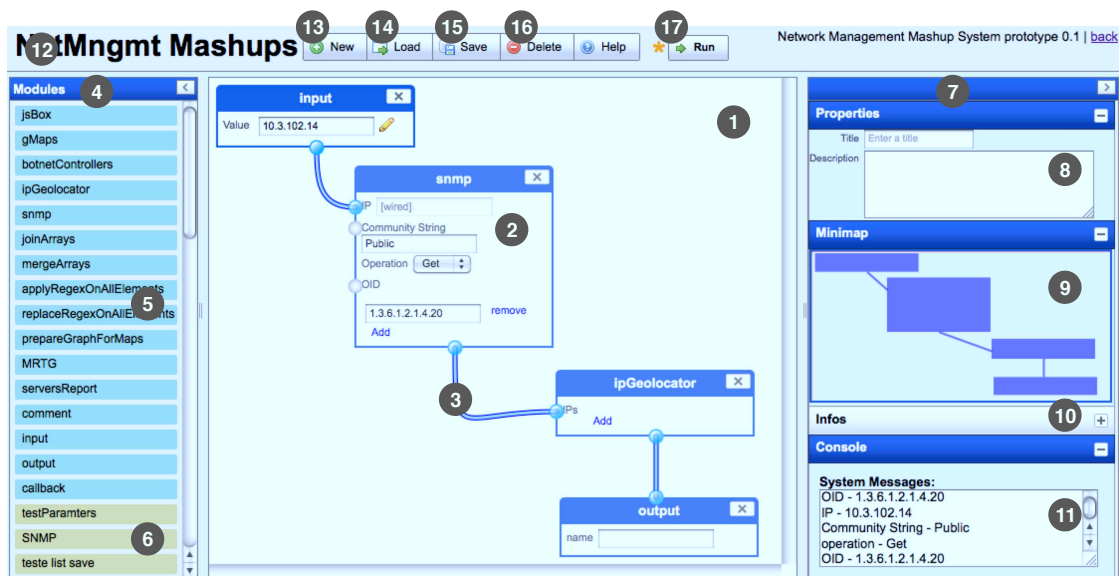 13 14 15 16 17
NetMngmt Mashups New Load Save Delete Help * Run Network Management Mashup System prototype 0.1 | back
12
Modules
4
jsBox
gMaps
botnetControllers
ipGeolocator
snmp
joinArrays
mergeArrays
applyRegexOnAllElements
5
replaceRegexOnAllElements
prepareGraphForMaps
MRTG
serversReport
comment
input
output
callback
testParamters
SNMP
6
teste list save
1
input
Value 10.3.102.14
snmp
IP [wired]
2
Community String
Public
Operation Get
OID
1.3.6.1.2.1.4.20 remove
Add
3
ipGeolocator
IPs
Add
output
name
7
Properties
Title Enter a title
Description
8
Minimap
9
Infos
10
Console
System Messages:
OID - 1.3.6.1.2.1.4.20
IP - 10.3.102.14
11
Community String - Public
operation - Get
OID - 1.3.6.1.2.1.4.20